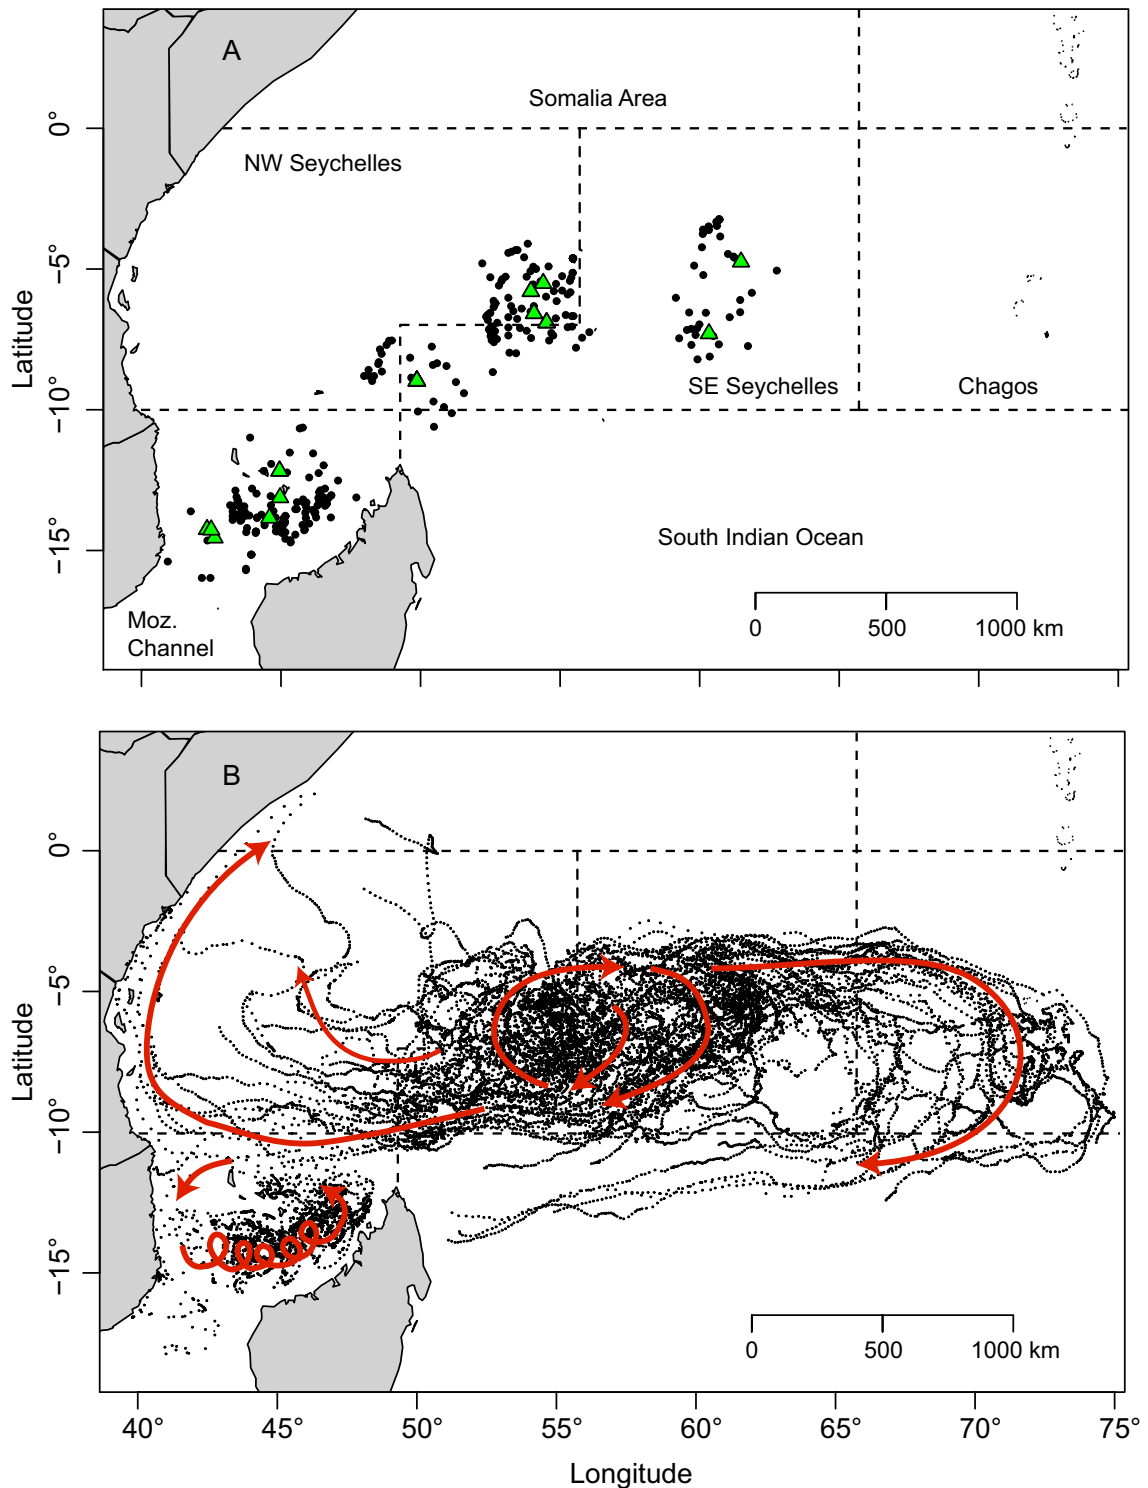 A
Somalia Area
NW Seychelles
SE Seychelles
Chagos
South Indian Ocean
Moz.
Channel
0 500 1000 km
0°
−5°
−10°
−15°
Latitude
B
0 500 1000 km
0°
−5°
−10°
−15°
Latitude
40° 45° 50° 55° 60° 65° 70° 75°
Longitude